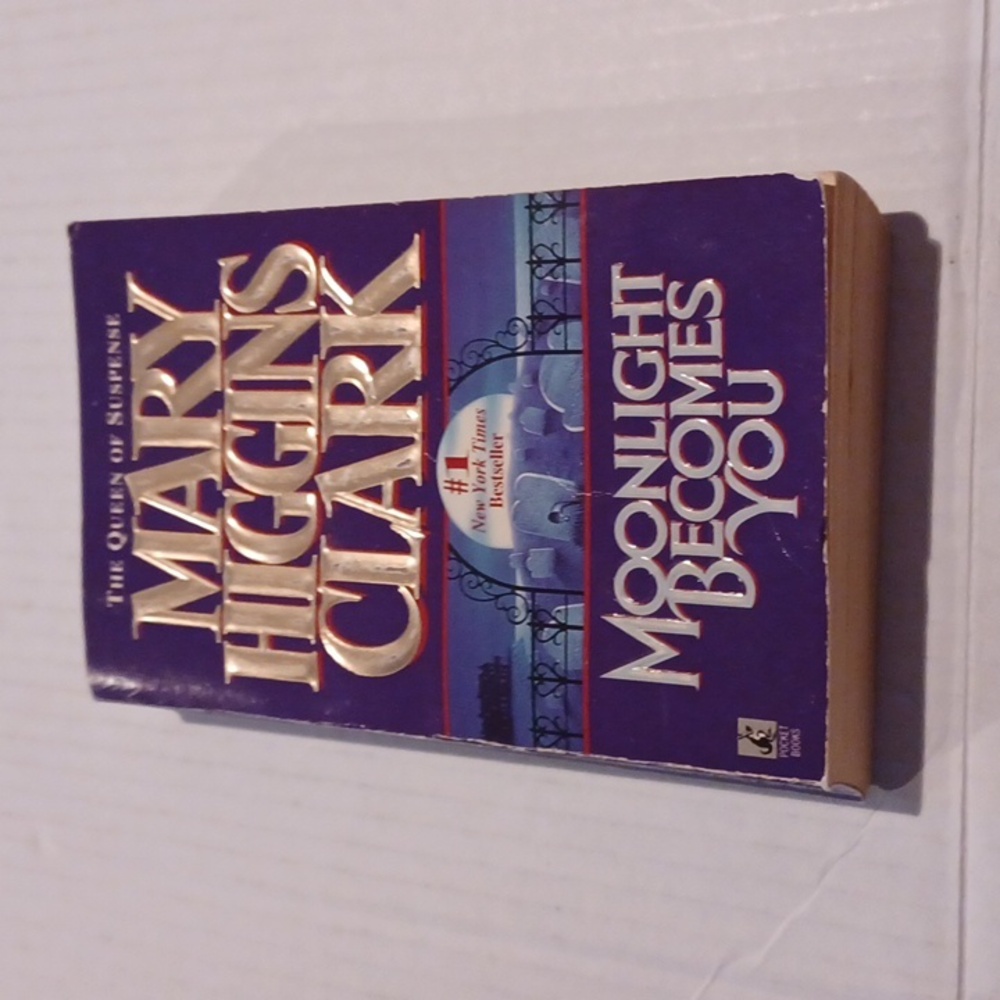 THE QUEEN OF SUSPENSE
MARY
HIGGINS
CLARK
#1
New York Times
Bestseller
MOONLIGHT
BECOMES
YOU
POCKET
BOOKS